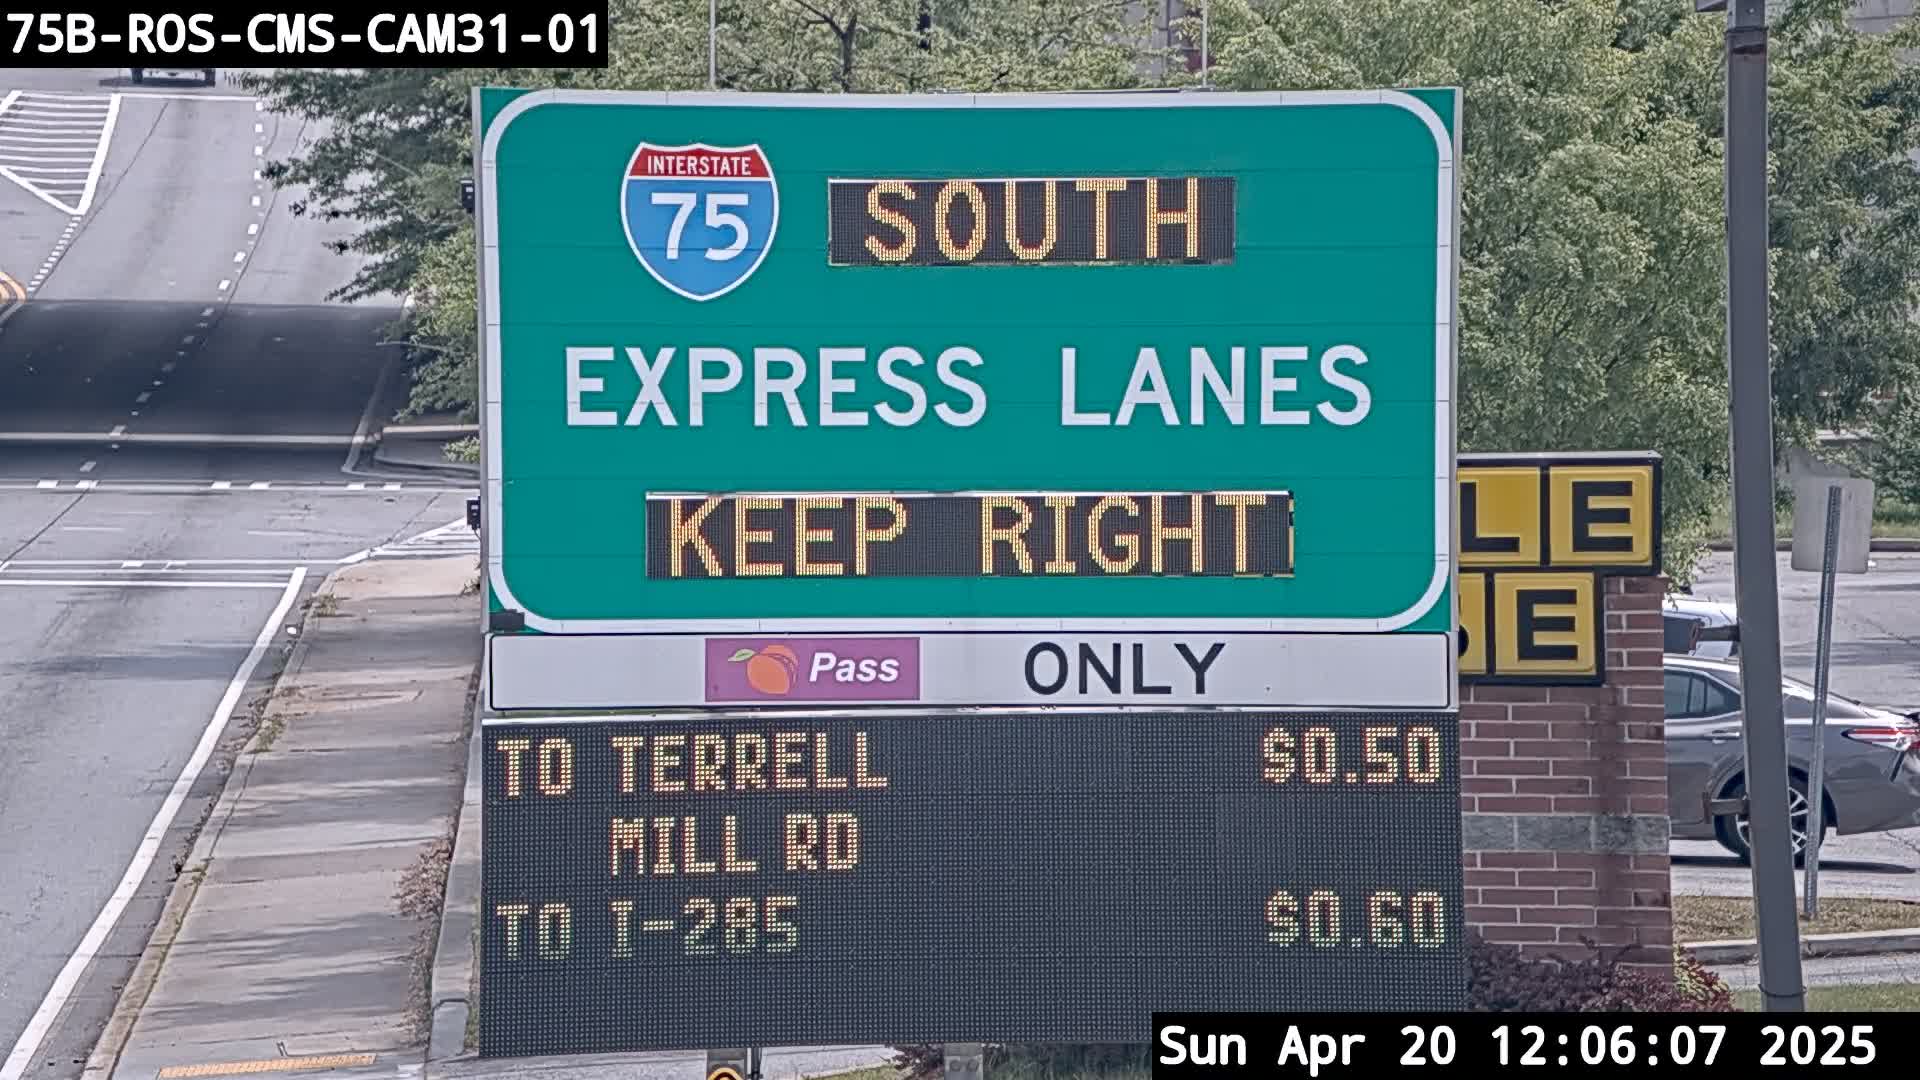 75B-ROS-CMS-CAM31-01
INTERSTATE
75
SOUTH
EXPRESS LANES
KEEP RIGHT
Pass ONLY
TO TERRELL $0.50
MILL RD
TO I-285 $0.60
LE
E
Sun Apr 20 12:06:07 2025